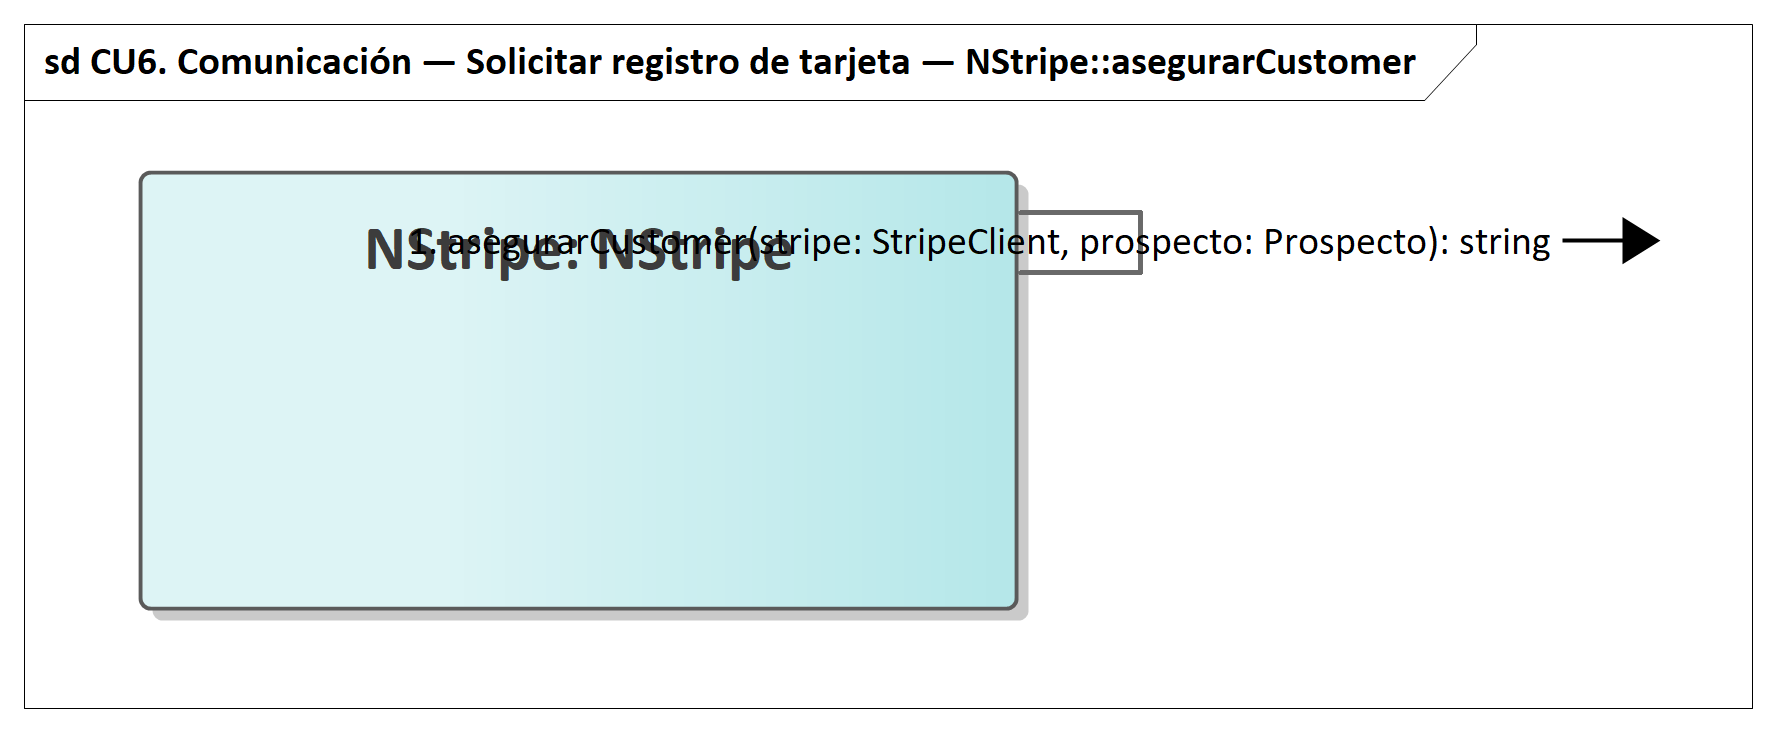 sd CU6. Comunicación — Solicitar registro de tarjeta — NStripe::asegurarCustomer
NStripe: NStripe
1. asegurarCustomer(stripe: StripeClient, prospecto: Prospecto): string